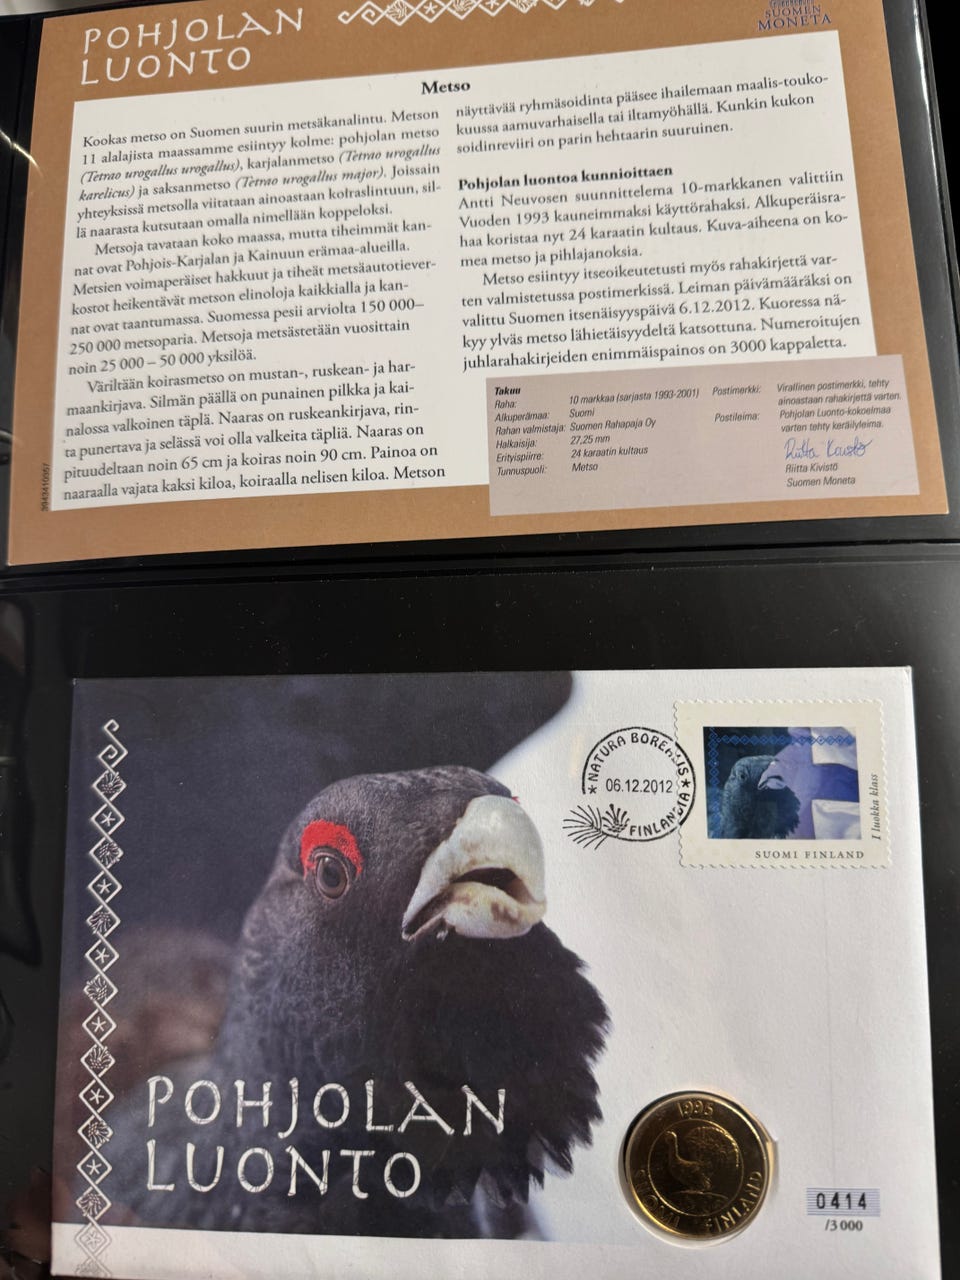 POHJOLAN
LUONTO
SUOMEN
MONETA
Metso
Kookas metso on Suomen suurin metsäkanalintu. Metson
11 alalajista maassamme esiintyy kolme: pohjolan metso
(Tetrao urogallus urogallus), karjalanmetso (Tetrao urogallus
karelicus) ja saksanmetso (Tetrao urogallus major). Joissain
yhteyksissä metsolla viitataan ainoastaan koiraslintuun, sil-
lä naarasta kutsutaan omalla nimellään koppeloksi.
Metsoja tavataan koko maassa, mutta tiheimmät kan-
nat ovat Pohjois-Karjalan ja Kainuun erämaa-alueilla.
Metsien voimaperäiset hakkuut ja tiheät metsäautotiever-
kostot heikentävät metson elinoloja kaikkialla ja kan-
nat ovat taantumassa. Suomessa pesii arviolta 150 000–
250 000 metsoparia. Metsoja metsästetään vuosittain
noin 25 000 – 50 000 yksilöä.
Väriltään koirasmetso on mustan-, ruskean- ja har-
maankirjava. Silmän päällä on punainen pilkka ja kai-
nalossa valkoinen täplä. Naaras on ruskeankirjava, rin-
ta punertava ja selässä voi olla valkeita täpliä. Naaras on
pituudeltaan noin 65 cm ja koiras noin 90 cm. Painoa on
naaraalla vajata kaksi kiloa, koiraalla nelisen kiloa. Metson
näyttävää ryhmäsoidinta pääsee ihailemaan maalis-touko-
kuussa aamuvarhaisella tai iltamyöhällä. Kunkin kukon
soidinreviiri on parin hehtaarin suuruinen.
Pohjolan luontoa kunnioittaen
Antti Neuvosen suunnittelema 10-markkanen valittiin
Vuoden 1993 kauneimmaksi käyttörahaksi. Alkuperäisra-
haa koristaa nyt 24 karaatin kultaus. Kuva-aiheena on ko-
mea metso ja pihlajanoksia.
Metso esiintyy itseoikeutetusti myös rahakirjettä var-
ten valmistetussa postimerkissä. Leiman päivämääräksi on
valittu Suomen itsenäisyyspäivä 6.12.2012. Kuoressa nä-
kyy ylväs metso lähietäisyydeltä katsottuna. Numeroitujen
juhlarahakirjeiden enimmäispainos on 3000 kappaletta.
Takuu
Raha: 10 markkaa (sarjasta 1993-2001)
Alkuperämaa: Suomi
Rahan valmistaja: Suomen Rahapaja Oy
Halkaisija: 27,25 mm
Erityispiirre: 24 karaatin kultaus
Tunnuspuoli: Metso
Postimerkki: Virallinen postimerkki, tehty
ainoastaan rahakirjettä varten.
Postileima: Pohjolan Luonto-kokoelmaa
varten tehty keräilyleima.
Riitta Kivistö
Riitta Kivistö
Suomen Moneta
NATURA BOREALIS
06.12.2012
FINLANDIA
I luokka klass
SUOMI FINLAND
POHJOLAN
LUONTO
1995
SUOMI FINLAND
0414
/3 000